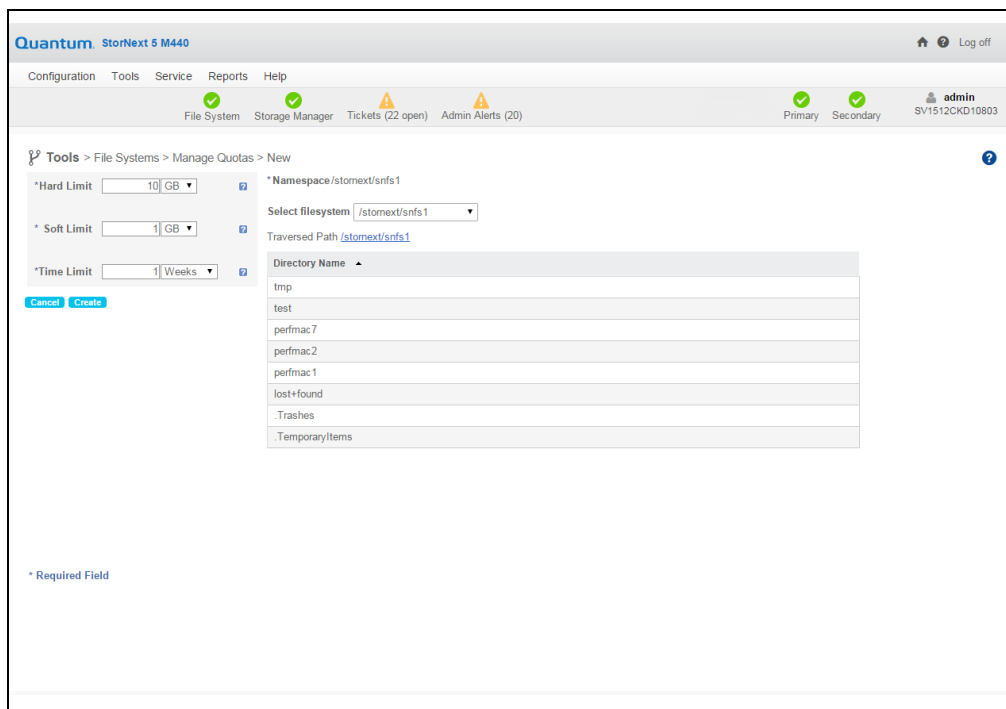 Quantum. StorNext 5 M440
Log off
Configuration Tools Service Reports Help
File System Storage Manager Tickets (22 open) Admin Alerts (20) Primary Secondary
admin
SV1512CKD10803
Tools > File Systems > Manage Quotas > New
*Hard Limit 10 GB
* Namespace /stornext/snfs1
* Soft Limit 1 GB
Select filesystem /stornext/snfs1
Traversed Path /stornext/snfs1
*Time Limit 1 Weeks
Cancel Create
Directory Name
tmp
test
perfmac7
perfmac2
perfmac1
lost+found
.Trashes
.TemporaryItems
* Required Field